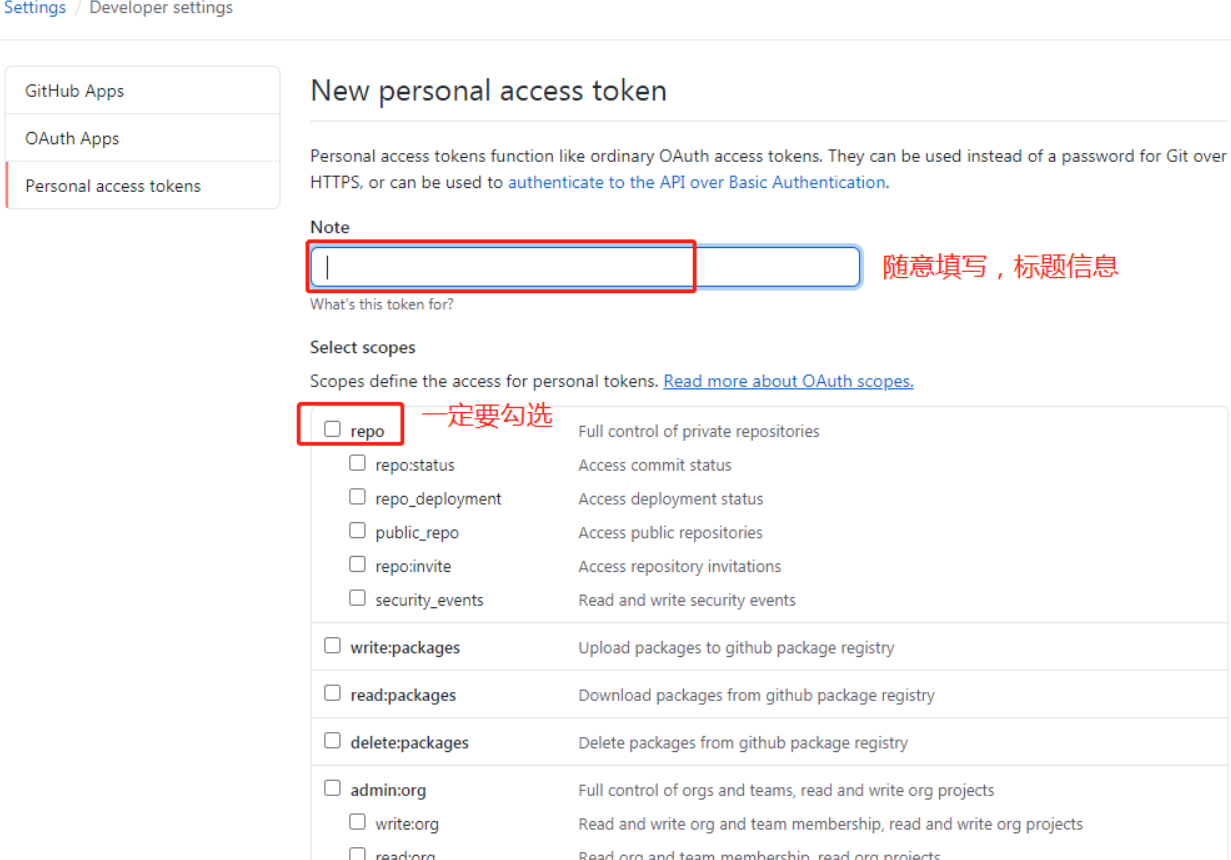 Settings / Developer settings
GitHub Apps
OAuth Apps
Personal access tokens
New personal access token
Personal access tokens function like ordinary OAuth access tokens. They can be used instead of a password for Git over
HTTPS, or can be used to authenticate to the API over Basic Authentication.
Note
随意填写，标题信息
What's this token for?
Select scopes
Scopes define the access for personal tokens. Read more about OAuth scopes.
一定要勾选
repo Full control of private repositories
repo:status Access commit status
repo_deployment Access deployment status
public_repo Access public repositories
repo:invite Access repository invitations
security_events Read and write security events
write:packages Upload packages to github package registry
read:packages Download packages from github package registry
delete:packages Delete packages from github package registry
admin:org Full control of orgs and teams, read and write org projects
write:org Read and write org and team membership, read and write org projects
read:org Read org and team membership, read org projects